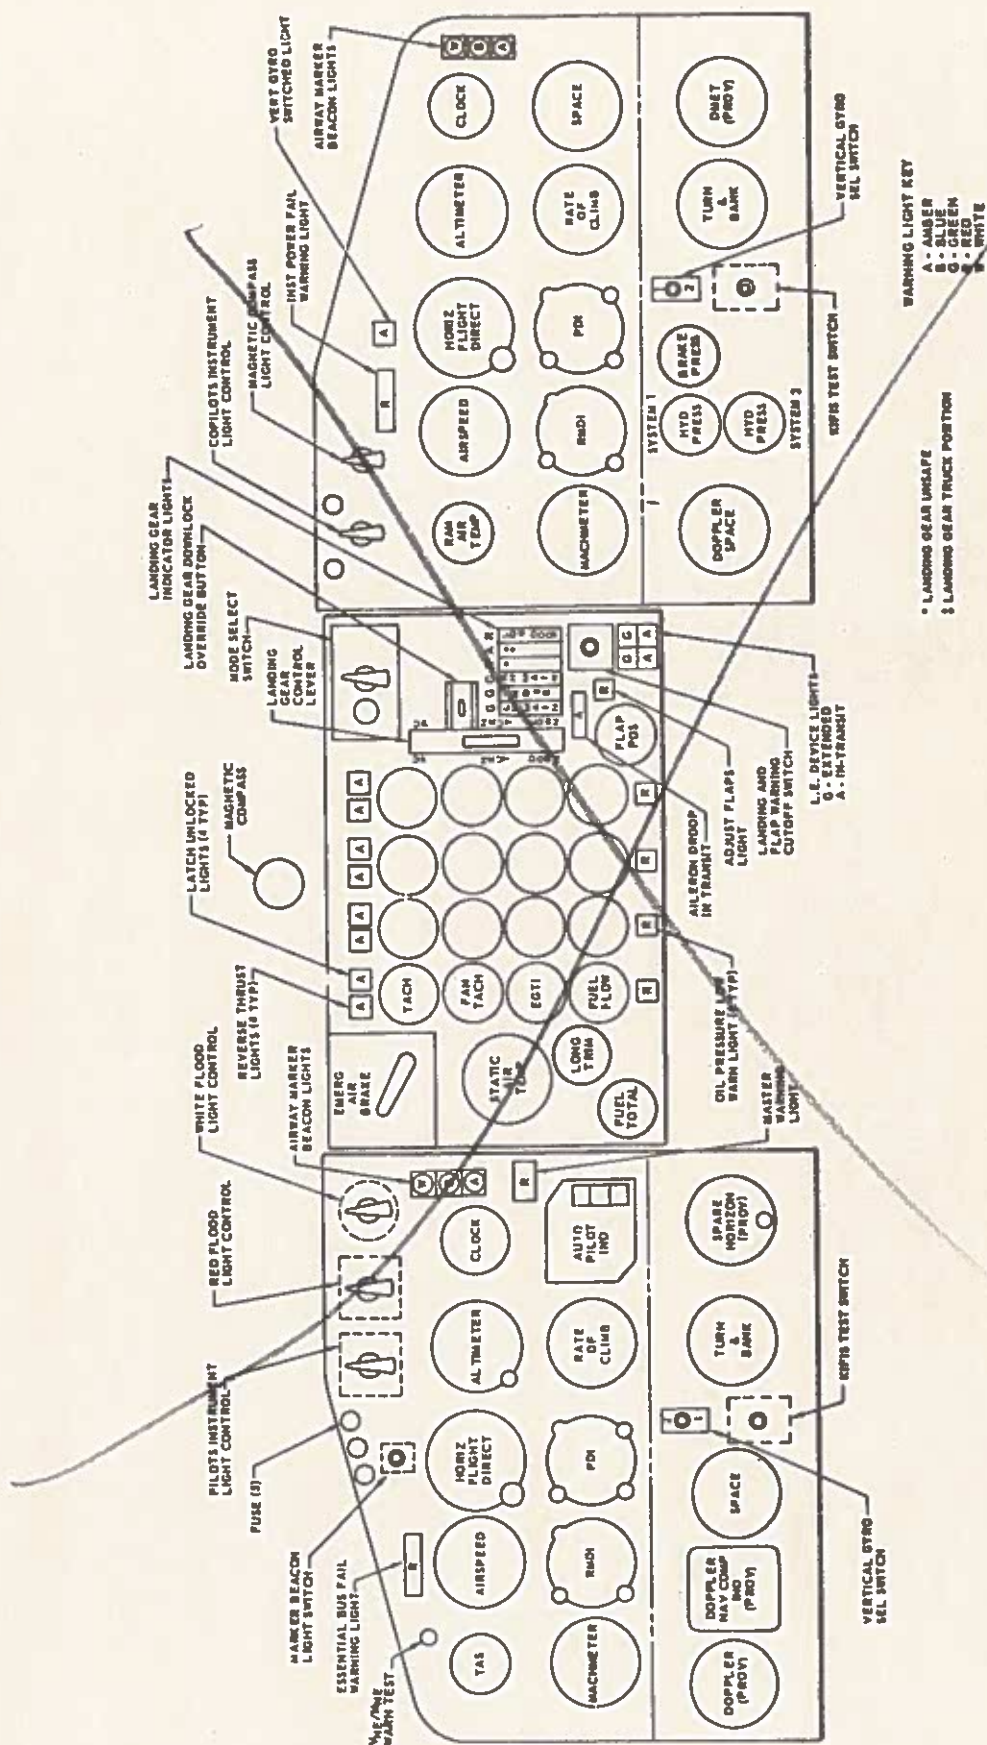 PILOTS INSTRUMENT
LIGHT CONTROL
FUSE (3)
MARKER BEACON
LIGHT SWITCH
ESSENTIAL BUS FAIL
WARNING LIGHT
WARN TEST
RED FLOOD
LIGHT CONTROL
WHITE FLOOD
LIGHT CONTROL
AIRWAY MARKER
BEACON LIGHTS
REVERSE THRUST
LIGHTS (4 TYP)
LATCH UNLOCKED
LIGHTS (4 TYP)
MAGNETIC
COMPASS
LANDING
GEAR
CONTROL
LEVER
MODE SELECT
SWITCH
LANDING GEAR DOWNLOCK
OVERRIDE BUTTON
LANDING GEAR
INDICATOR LIGHTS
COPILOTS INSTRUMENT
LIGHT CONTROL
MAGNETIC COMPASS
LIGHT CONTROL
INST POWER FAIL
WARNING LIGHT
VERT GYRO
SWITCHED LIGHT
AIRWAY MARKER
BEACON LIGHTS
R
W
A
TAS
AIRSPEED
HORIZ
FLIGHT
DIRECT
ALTIMETER
CLOCK
R
MACHMETER
RMDI
PDI
RATE
OF
CLIMB
AUTO
PILOT
IND
DOPPLER
(PROV)
DOPPLER
NAV COMP
IND
(PROV)
SPACE
1
TURN
&
BANK
SPARE
HORIZON
(PROV)
VERTICAL GYRO
SEL SWITCH
KIFIS TEST SWITCH
MASTER
WARNING
LIGHT
EMERG
AIR
BRAKE
STATIC
AIR
TEMP
LONG
TRIM
FUEL
TOTAL
A A A A A A A A
TACH
FAN
TACH
EGTI
FUEL
FLOW
R R R R
UP
DN
G G G
R
A
R
FLAP
POS
G G
A A
OIL PRESSURE LOW
WARN LIGHT (4 TYP)
AILERON DROOP
IN TRANSIT
ADJUST FLAPS
LIGHT
LANDING AND
FLAP WARNING
CUTOFF SWITCH
L.E. DEVICE LIGHTS
G - EXTENDED
A - IN-TRANSIT
R
A
W
B
A
RAM
AIR
TEMP
AIRSPEED
HORIZ
FLIGHT
DIRECT
ALTIMETER
CLOCK
MACHMETER
RMDI
PDI
RATE
OF
CLIMB
SPACE
DOPPLER
SPACE
SYSTEM 1
HYD
PRESS
HYD
PRESS
BRAKE
PRESS
2
TURN
&
BANK
DMET
(PROV)
KIFIS TEST SWITCH
VERTICAL GYRO
SEL SWITCH
* LANDING GEAR UNSAFE
LANDING GEAR TRUCK POSITION
WARNING LIGHT KEY
A - AMBER
B - BLUE
G - GREEN
R - RED
W - WHITE